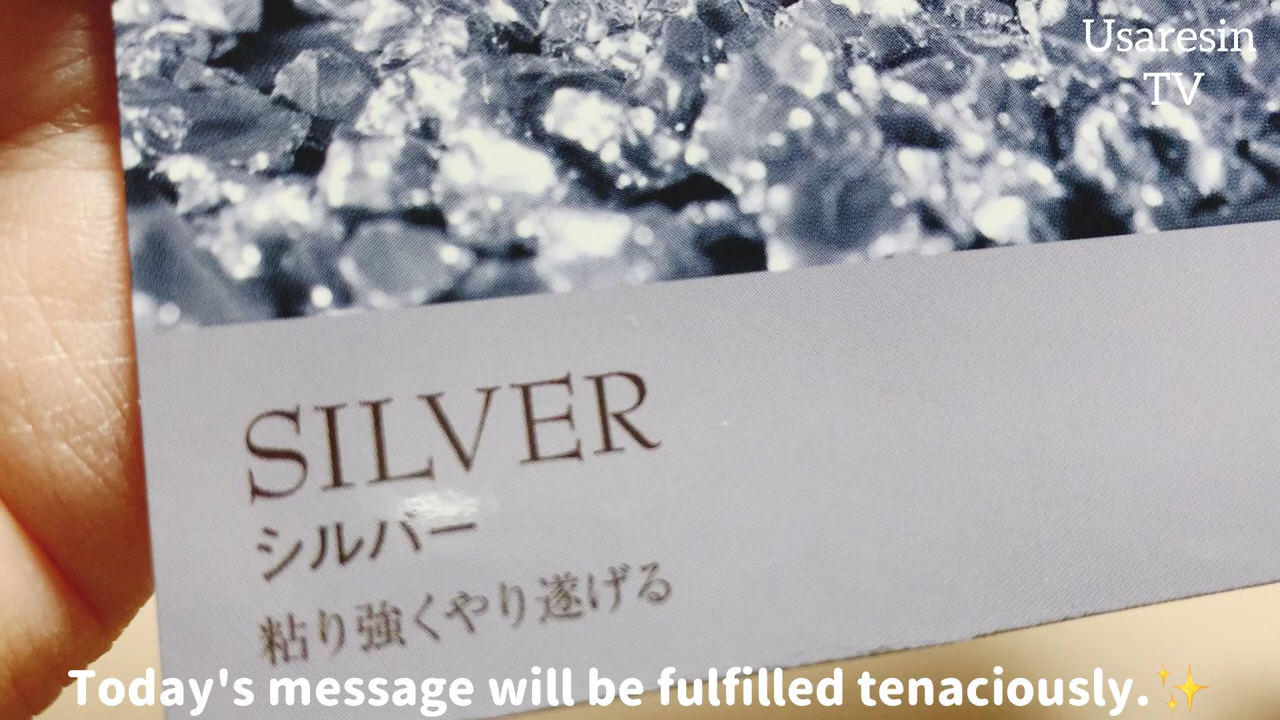 Usaresin
TV
SILVER
シルバー
粘り強くやり遂げる
Today's message will be fulfilled tenaciously.✨